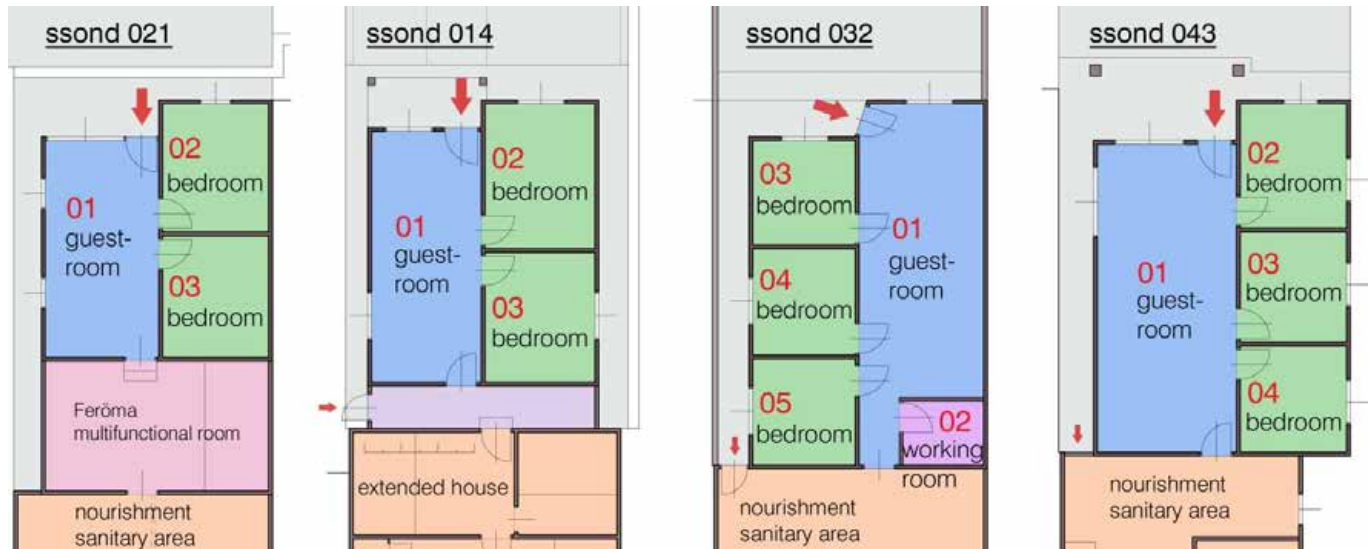 ssond 021
02
bedroom
01
guest-
room
03
bedroom
Feröma
multifunctional room
nourishment
sanitary area
ssond 014
02
bedroom
01
guest-
room
03
bedroom
extended house
ssond 032
03
bedroom
01
guest-
room
04
bedroom
05
bedroom
02
working
room
nourishment
sanitary area
ssond 043
02
bedroom
01
guest-
room
03
bedroom
04
bedroom
nourishment
sanitary area